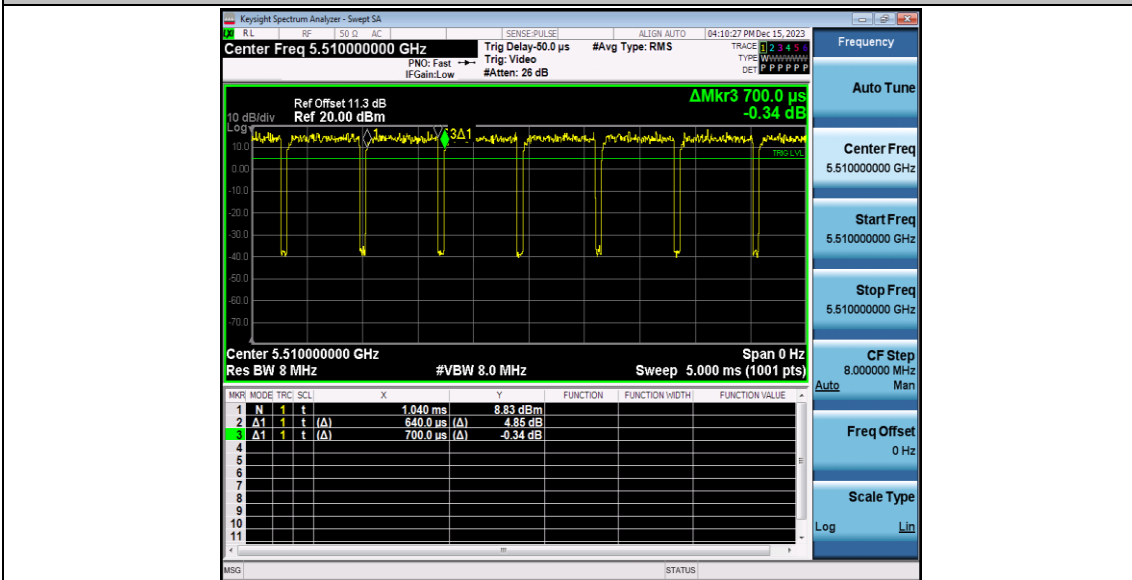 Keysight Spectrum Analyzer - Swept SA
RL RF 50 Ω AC SENSE:PULSE ALIGN AUTO 04:10:27 PM Dec 15, 2023
Center Freq 5.510000000 GHz
PNO: Fast
IFGain:Low
Trig Delay-50.0 µs
Trig: Video
#Atten: 26 dB
#Avg Type: RMS
TRACE 1 2 3 4 5 6
TYPE WWWWWW
DET P P P P P P
Frequency
Auto Tune
Center Freq
5.510000000 GHz
Start Freq
5.510000000 GHz
Stop Freq
5.510000000 GHz
CF Step
8.000000 MHz
Auto Man
Freq Offset
0 Hz
Scale Type
Log Lin
ΔMkr3 700.0 µs
-0.34 dB
Ref Offset 11.3 dB
10 dB/div Ref 20.00 dBm
Log
1
3Δ1
TRIG LVL
10.0
0.00
-10.0
-20.0
-30.0
-40.0
-50.0
-60.0
-70.0
Center 5.510000000 GHz Span 0 Hz
Res BW 8 MHz #VBW 8.0 MHz Sweep 5.000 ms (1001 pts)
MKR MODE TRC SCL X Y FUNCTION FUNCTION WIDTH FUNCTION VALUE
1 N 1 t 1.040 ms 8.83 dBm
2 Δ1 1 t (Δ) 640.0 µs (Δ) 4.85 dB
3 Δ1 1 t (Δ) 700.0 µs (Δ) -0.34 dB
4
5
6
7
8
9
10
11
MSG STATUS